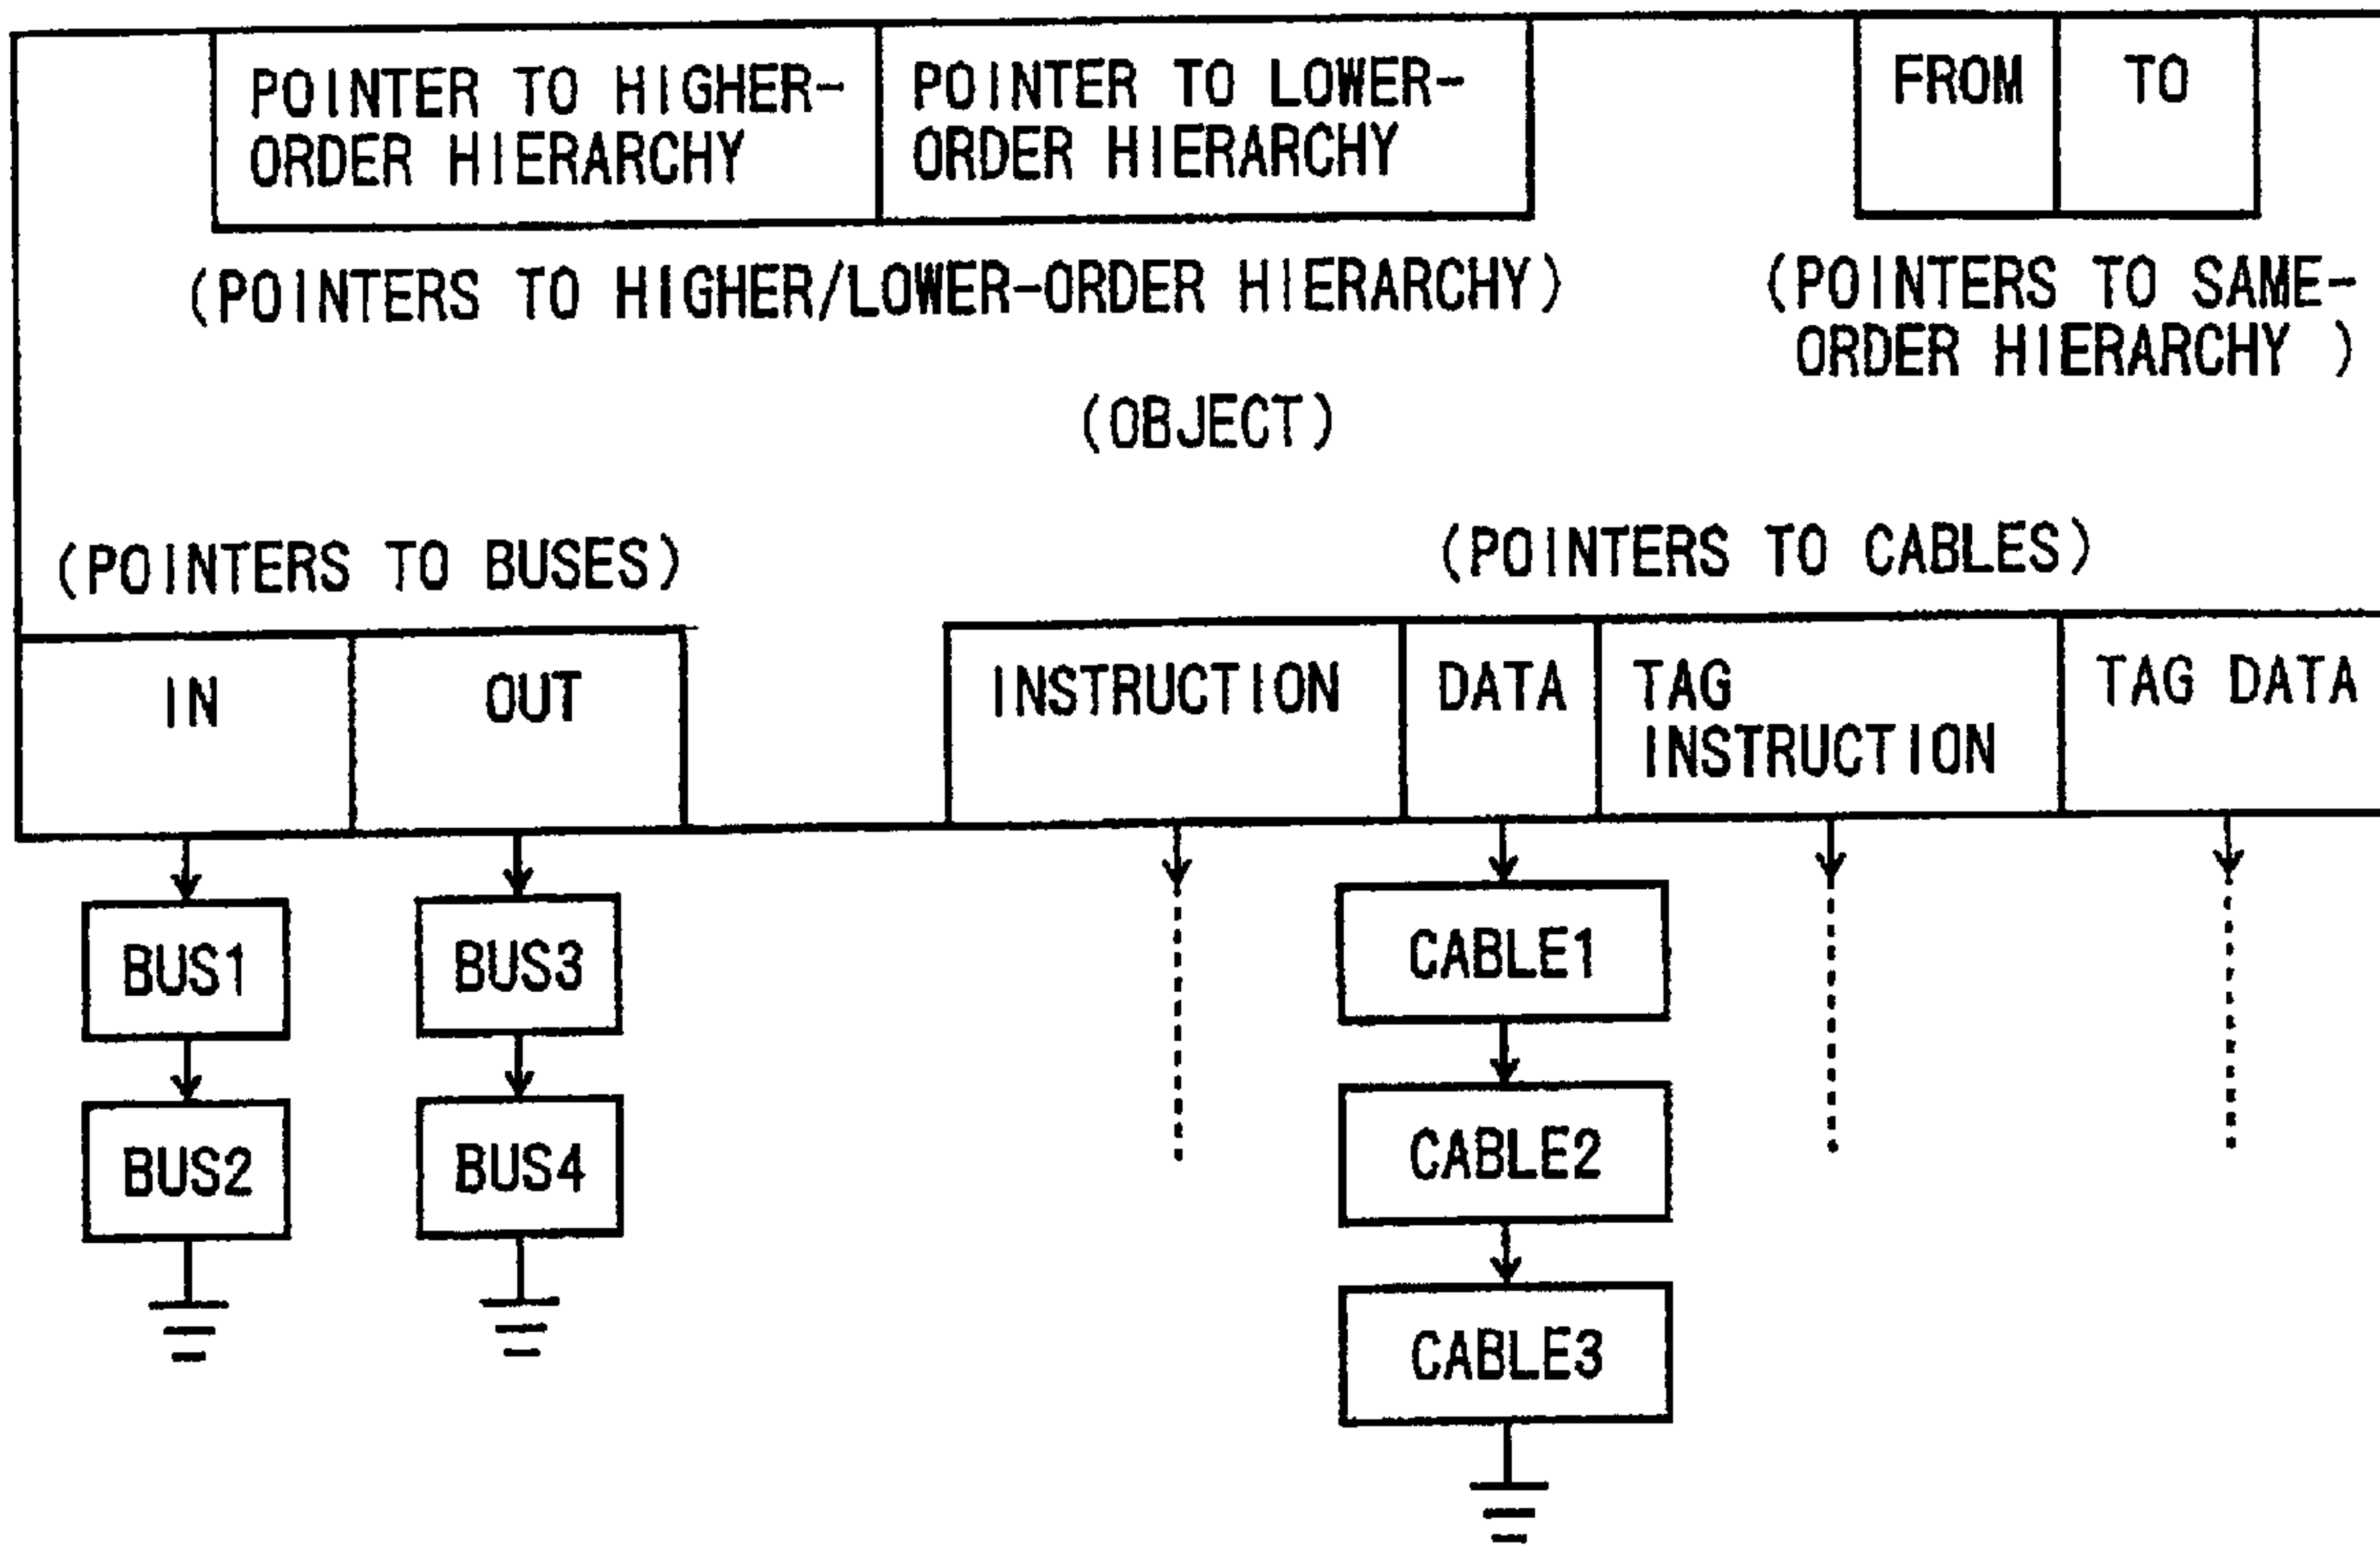 POINTER TO HIGHER-
ORDER HIERARCHY
POINTER TO LOWER-
ORDER HIERARCHY
FROM
TO
(POINTERS TO HIGHER/LOWER-ORDER HIERARCHY)
(POINTERS TO SAME-
ORDER HIERARCHY )
(OBJECT)
(POINTERS TO BUSES)
(POINTERS TO CABLES)
IN
OUT
INSTRUCTION
DATA
TAG
INSTRUCTION
TAG DATA
BUS1
BUS3
CABLE1
BUS2
BUS4
CABLE2
CABLE3